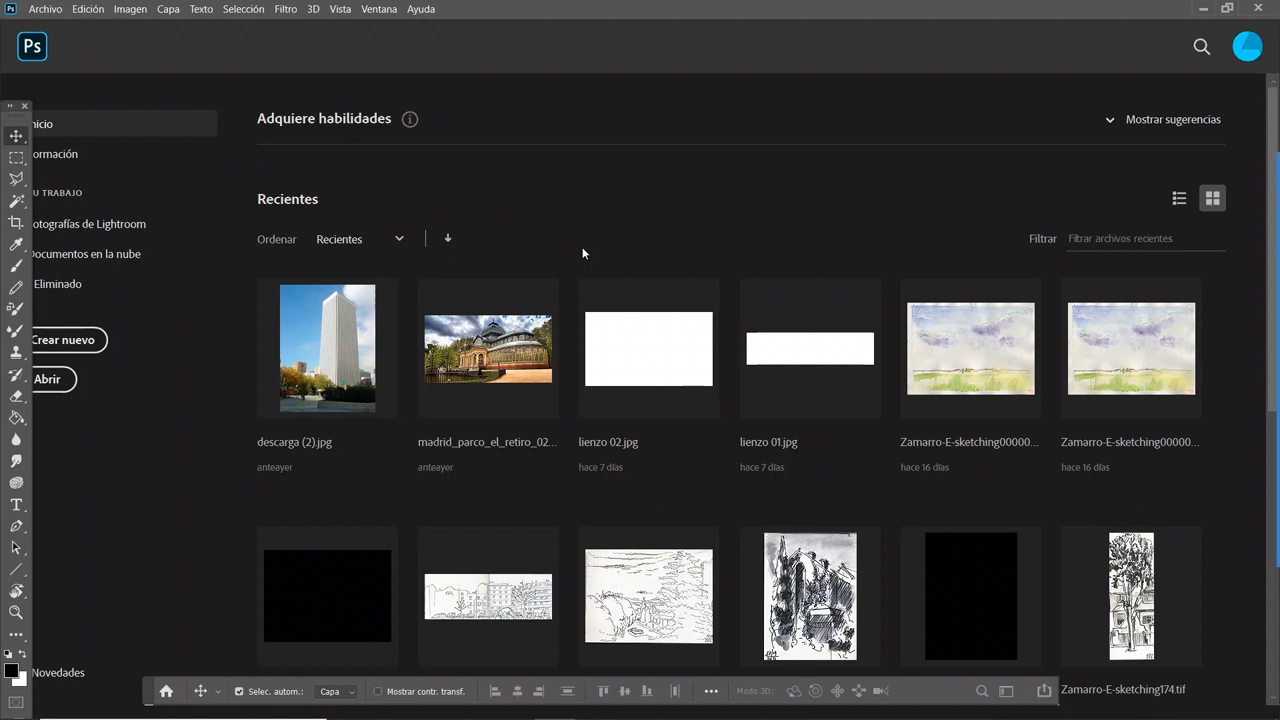 Ps Archivo Edición Imagen Capa Texto Selección Filtro 3D Vista Ventana Ayuda
Ps
nicio
Adquiere habilidades
Mostrar sugerencias
ormación
U TRABAJO
Recientes
otografías de Lightroom
Ordenar Recientes
Filtrar Filtrar archivos recientes
Documentos en la nube
Eliminado
Crear nuevo
Abrir
descarga (2).jpg madrid_parco_el_retiro_02... lienzo 02.jpg lienzo 01.jpg Zamarro-E-sketching00000... Zamarro-E-sketching00000...
anteayer anteayer hace 7 días hace 7 días hace 16 días hace 16 días
Novedades
Selec. autom.: Capa Mostrar contr. transf. ••• Modo 3D:
Zamarro-E-sketching174.tif